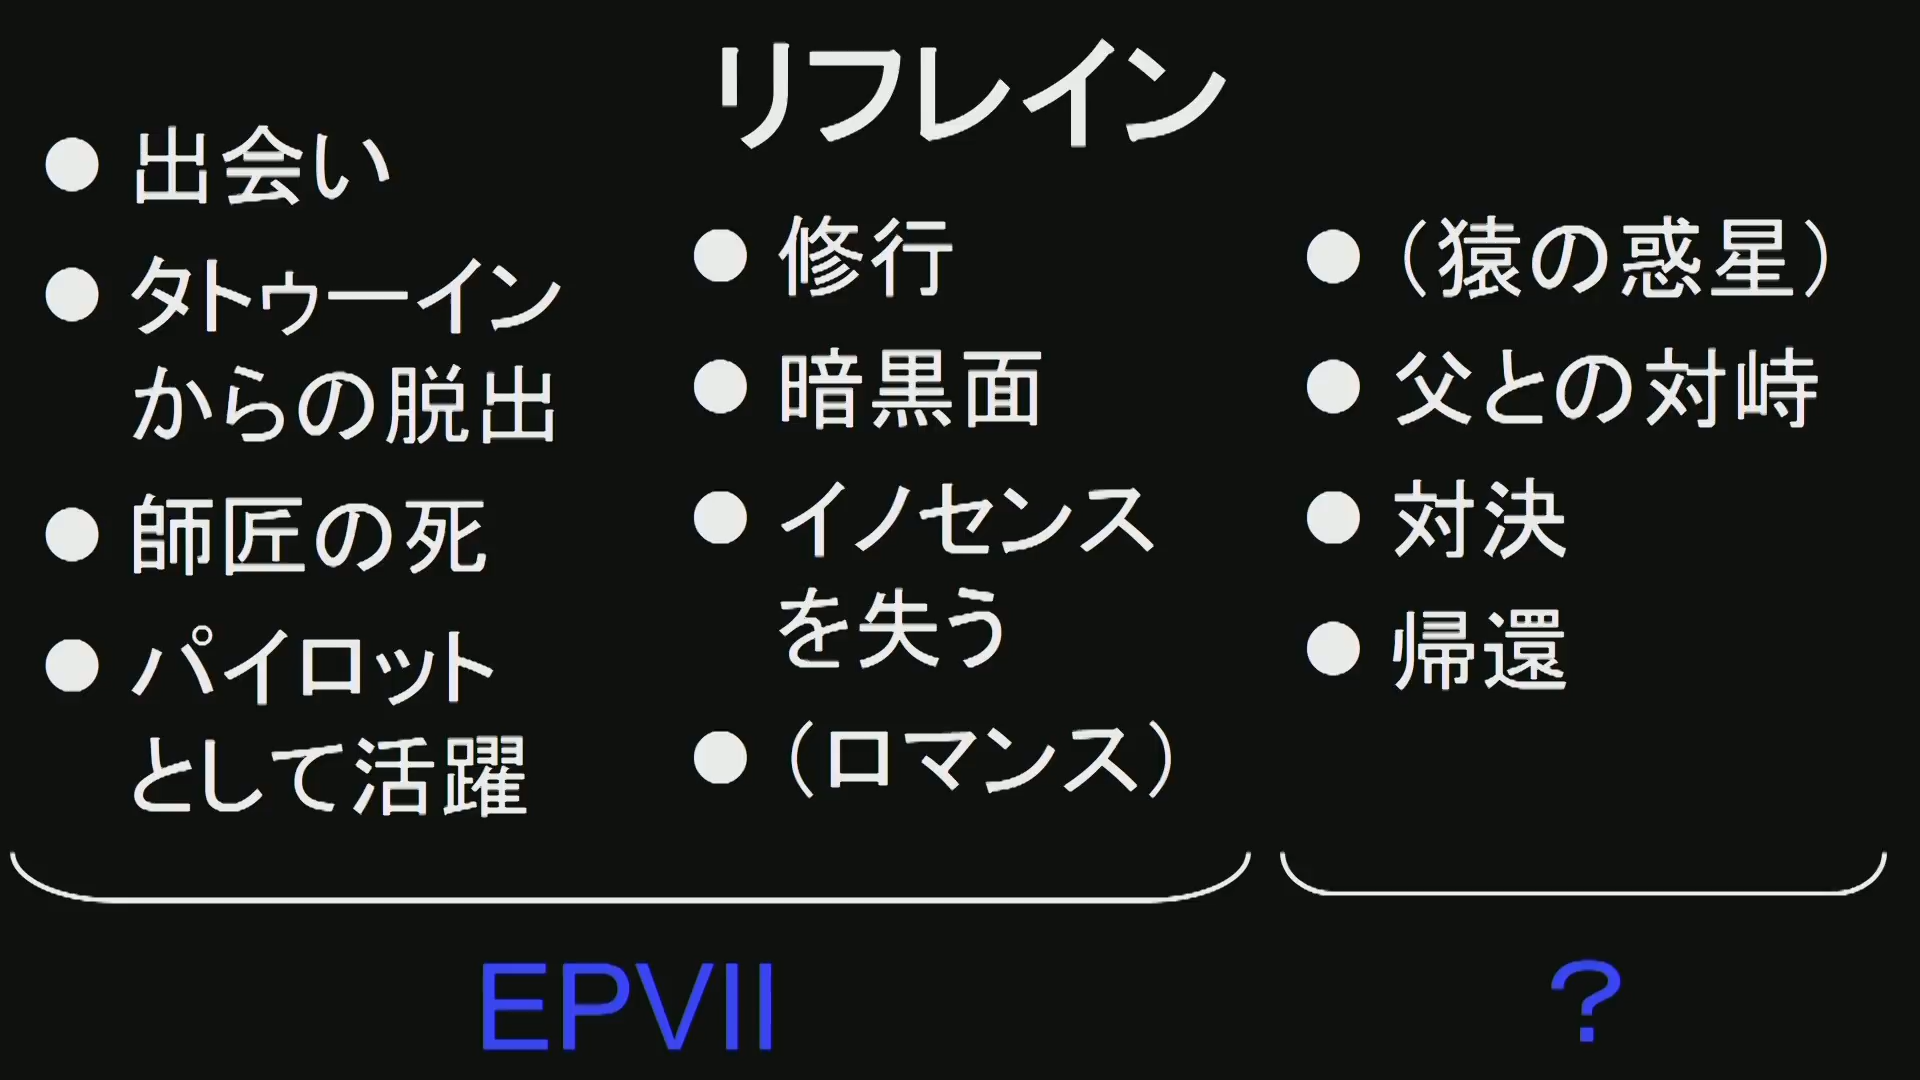 リフレイン
● 出会い
● タトゥーイン
からの脱出
● 師匠の死
● パイロット
として活躍
● 修行
● 暗黒面
● イノセンス
を失う
● （ロマンス）
● （猿の惑星）
● 父との対峙
● 対決
● 帰還
EPVII
？